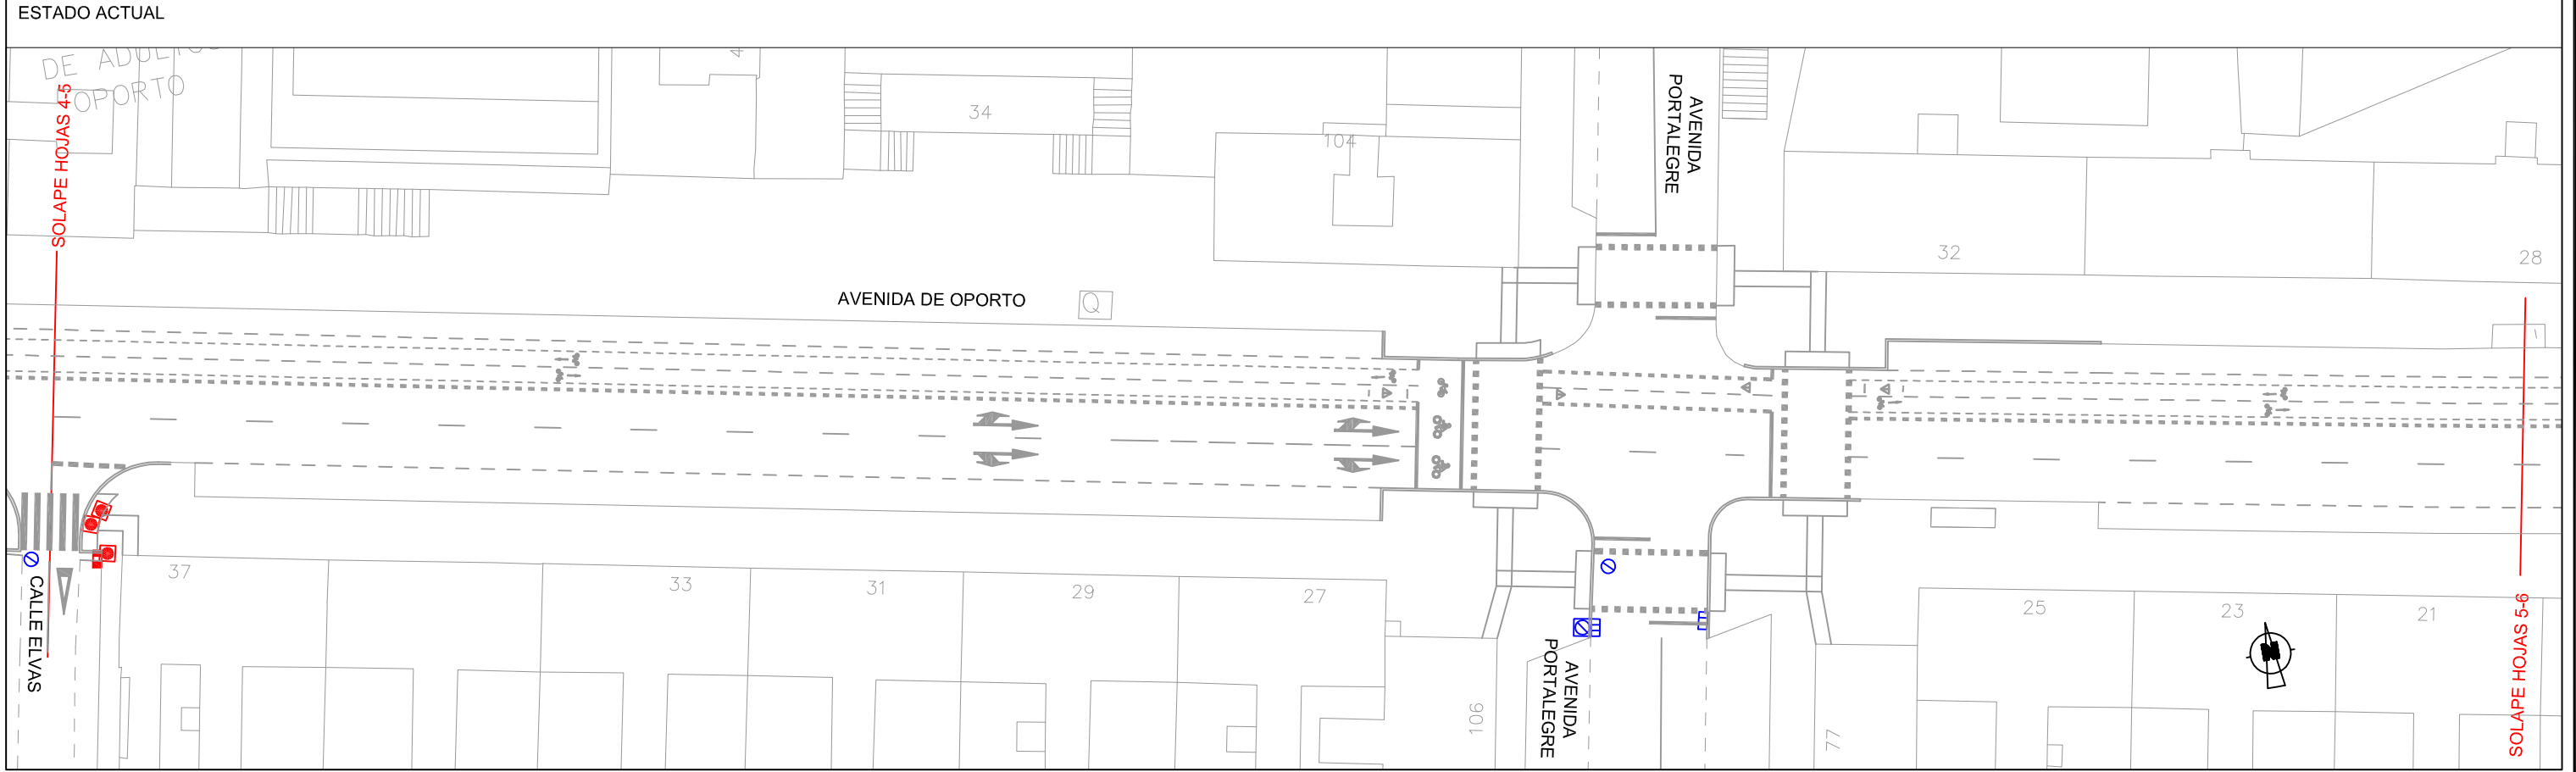 ESTADO ACTUAL
DE ADULTOS
OPORTO
SOLAPE HOJAS 4-5
4
34
104
AVENIDA
PORTALEGRE
32
28
AVENIDA DE OPORTO
Q
37
33
31
29
27
25
23
21
CALLE ELVAS
106
AVENIDA
PORTALEGRE
77
N
SOLAPE HOJAS 5-6